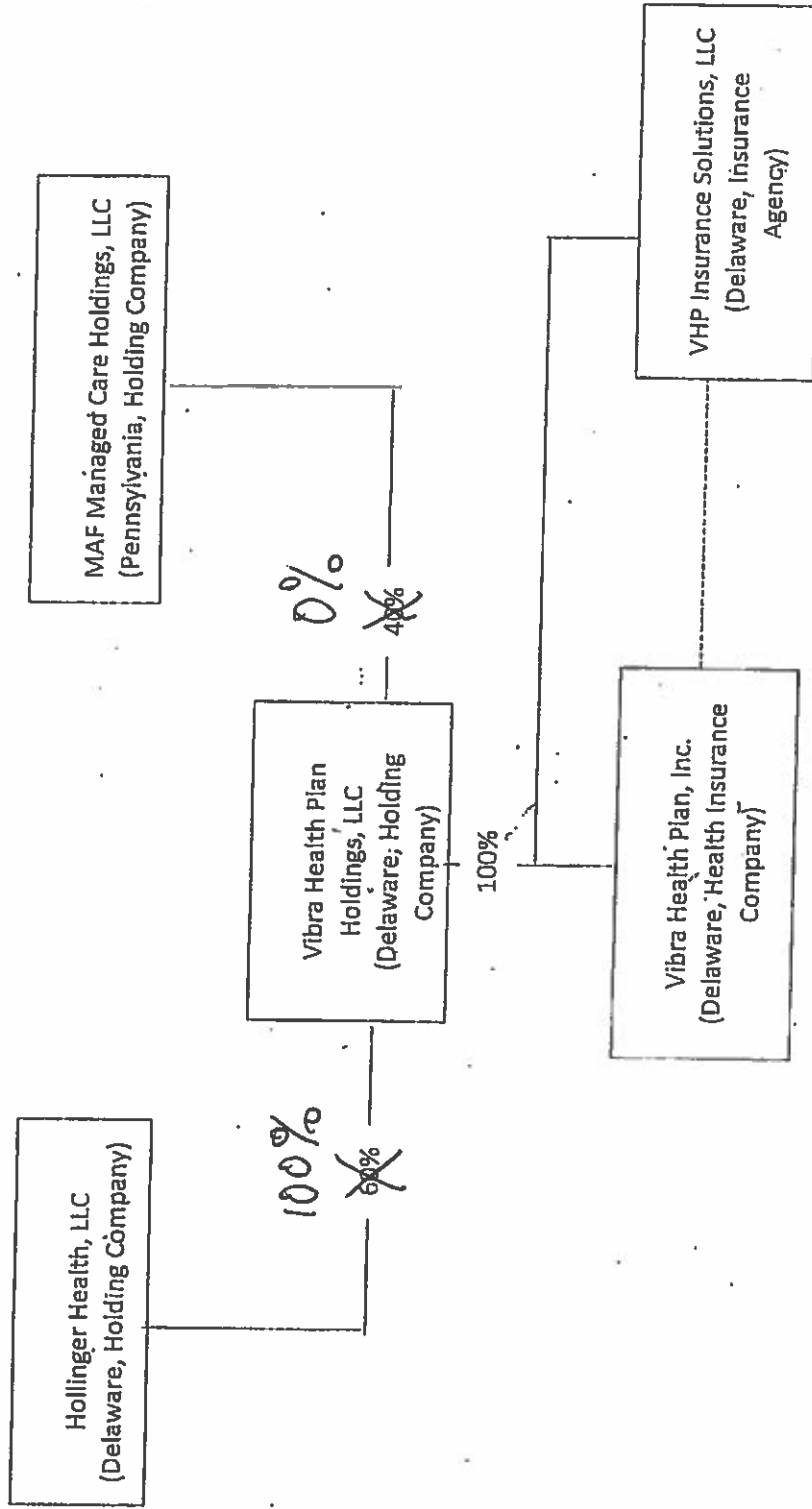 Hollinger Health, LLC
(Delaware, Holding Company)
MAF Managed Care Holdings, LLC
(Pennsylvania, Holding Company)
100%
60%
0%
40%
Vibra Health Plan
Holdings, LLC
(Delaware, Holding
Company)
100%
Vibra Health Plan, Inc.
(Delaware, Health Insurance
Company)
VHP Insurance Solutions, LLC
(Delaware, Insurance
Agency)